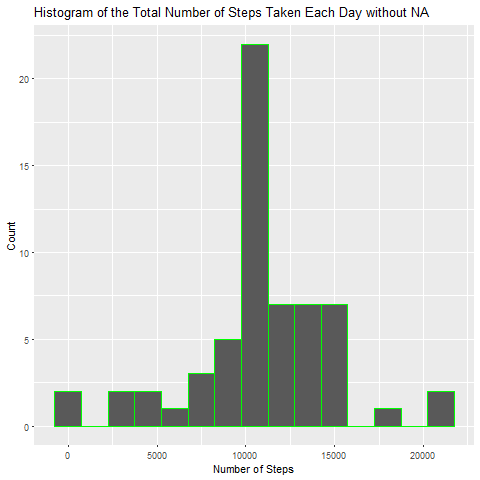 Histogram of the Total Number of Steps Taken Each Day without NA
20
15
10
5
0
Count
0 5000 10000 15000 20000
Number of Steps